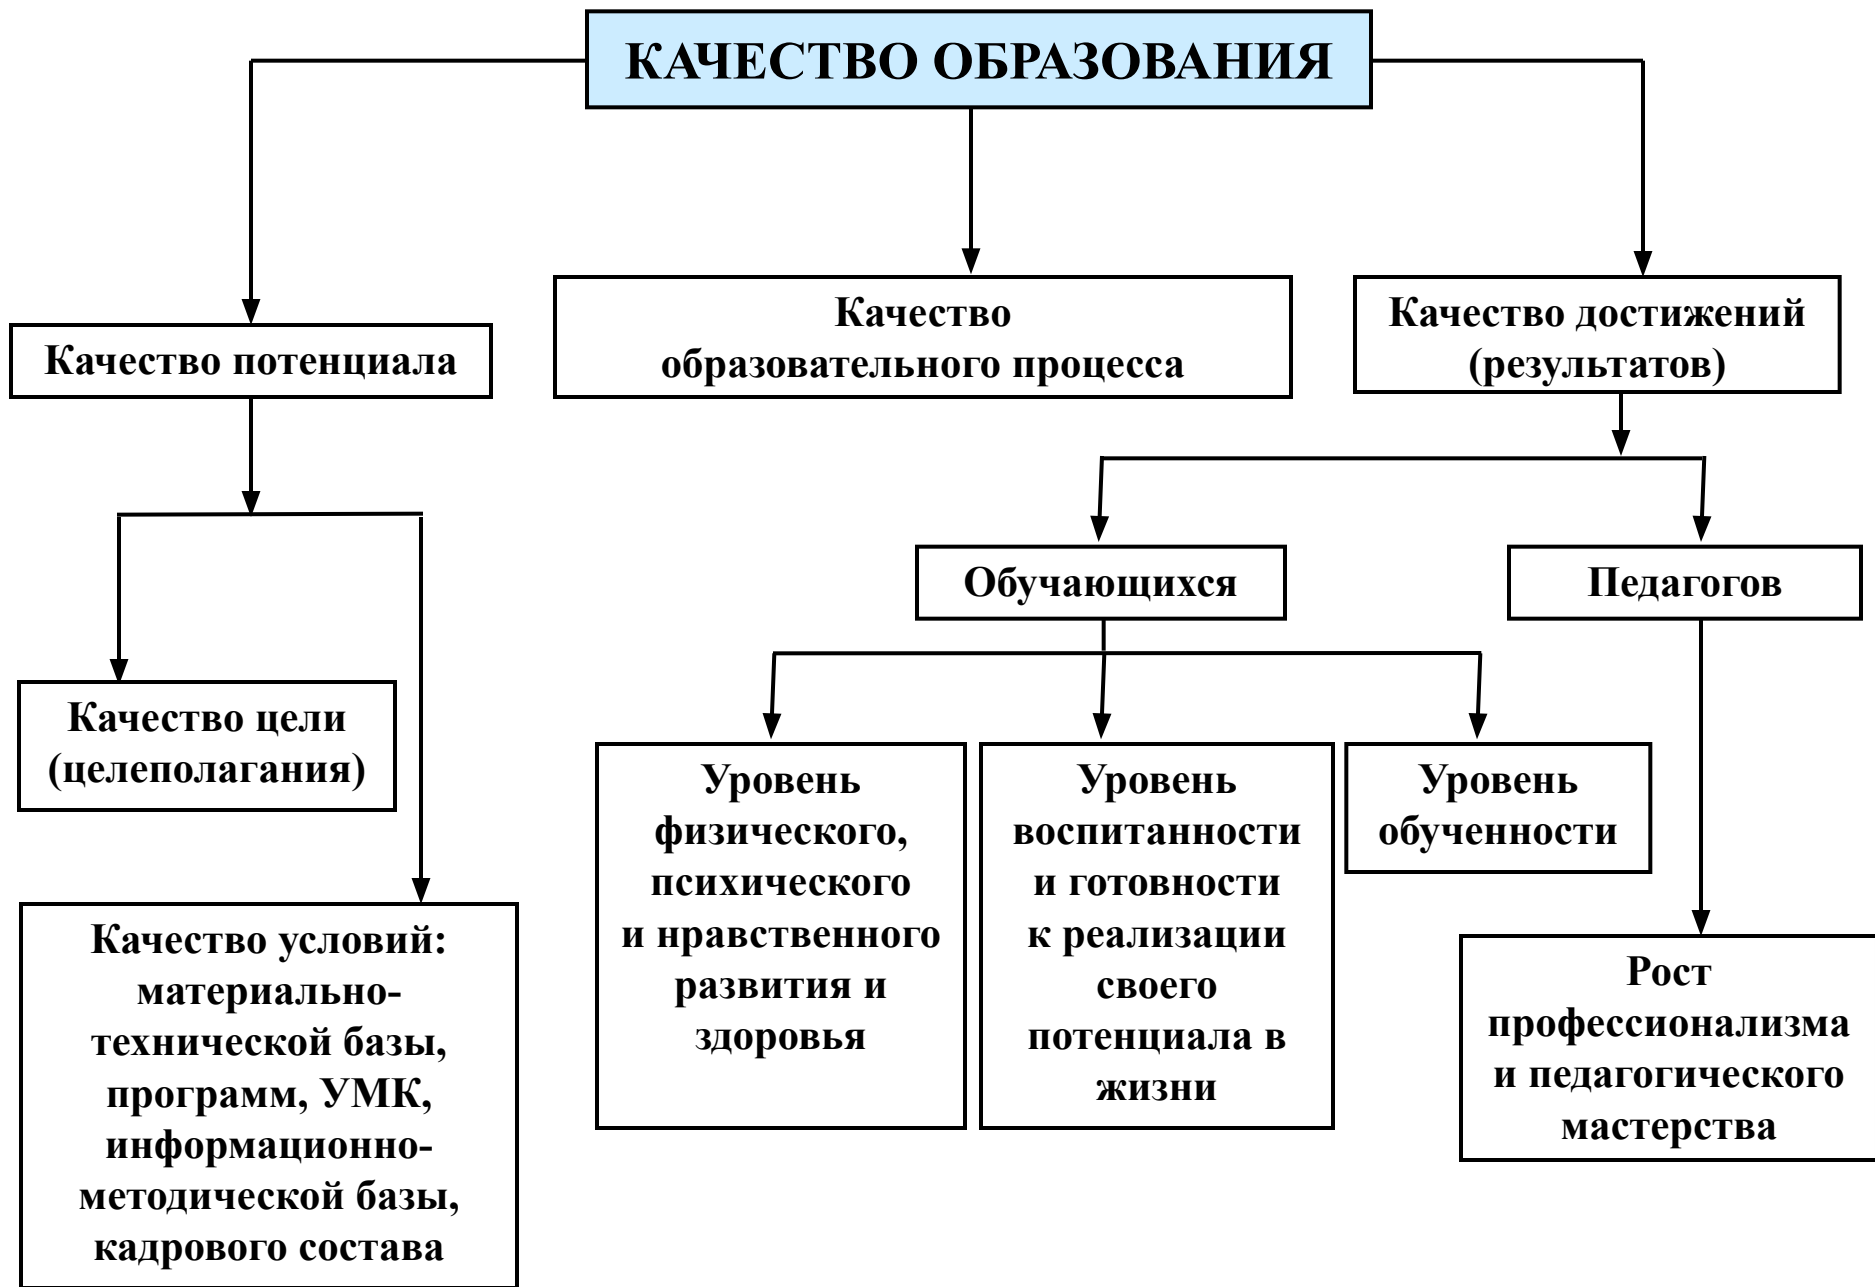 КАЧЕСТВО ОБРАЗОВАНИЯ
Качество потенциала
Качество
образовательного процесса
Качество достижений
(результатов)
Обучающихся
Педагогов
Качество цели
(целеполагания)
Качество условий:
материально-
технической базы,
программ, УМК,
информационно-
методической базы,
кадрового состава
Уровень
физического,
психического
и нравственного
развития и
здоровья
Уровень
воспитанности
и готовности
к реализации
своего
потенциала в
жизни
Уровень
обученности
Рост
профессионализма
и педагогического
мастерства